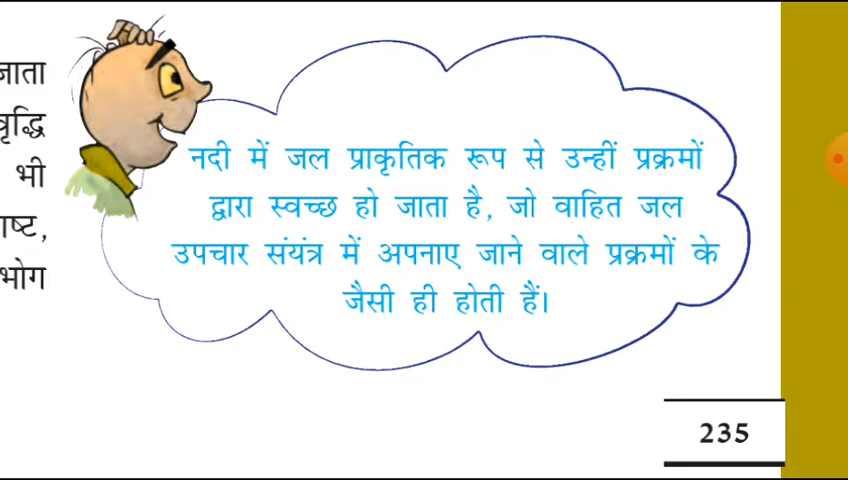 जाता
वृद्धि
भी
भोग
नदी में जल प्राकृतिक रूप से उन्हीं प्रक्रमों
द्वारा स्वच्छ हो जाता है, जो वाहित जल
उपचार संयंत्र में अपनाए जाने वाले प्रक्रमों के
जैसी ही होती हैं।
235